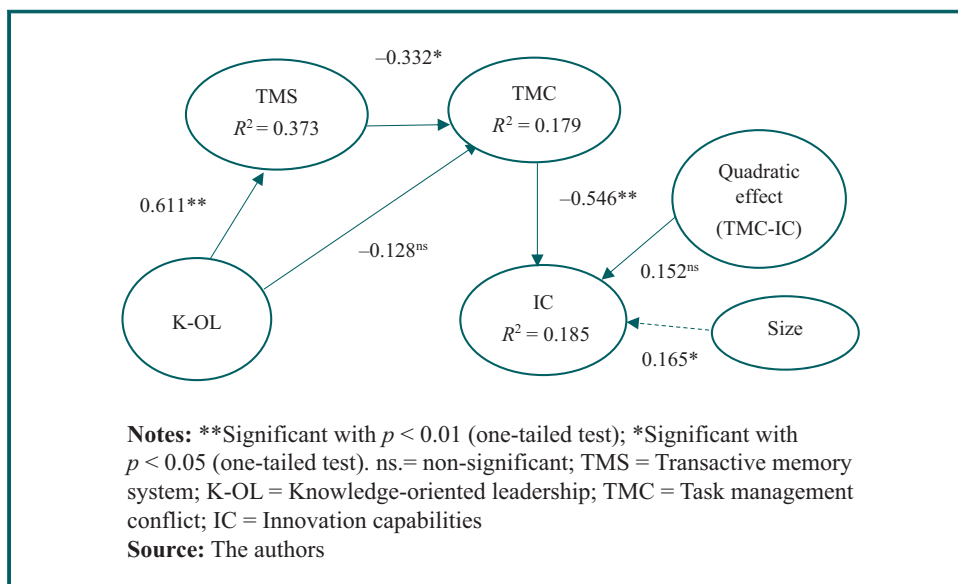 –0.332*
TMS
R² = 0.373
TMC
R² = 0.179
Quadratic
effect
(TMC-IC)
0.611**
–0.546**
–0.128ns
0.152ns
K-OL
IC
R² = 0.185
Size
0.165*
Notes: **Significant with p < 0.01 (one-tailed test); *Significant with
p < 0.05 (one-tailed test). ns.= non-significant; TMS = Transactive memory
system; K-OL = Knowledge-oriented leadership; TMC = Task management
conflict; IC = Innovation capabilities
Source: The authors